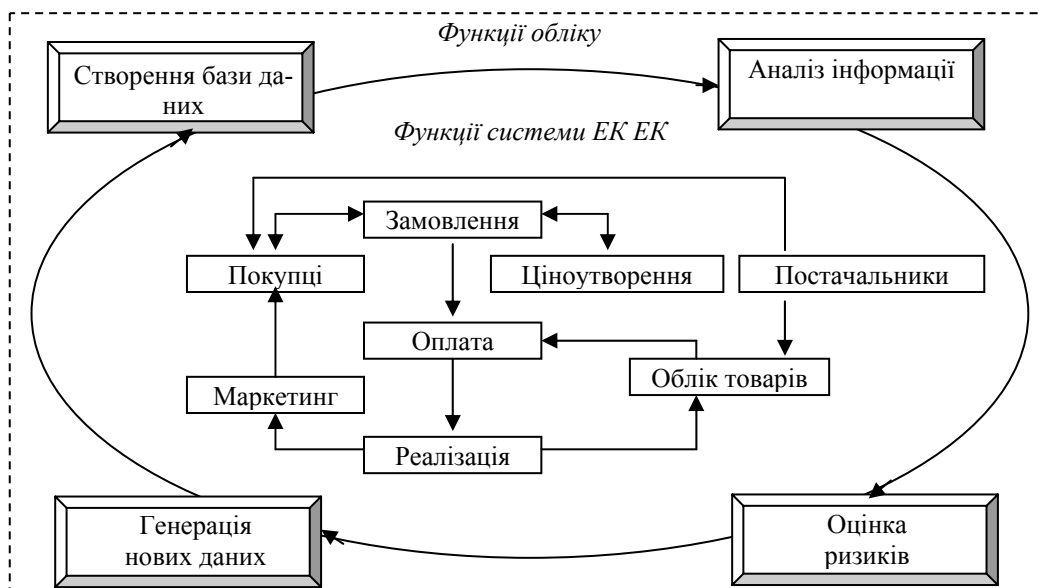 Функції обліку
Створення бази да-
них
Аналіз інформації
Функції системи ЕК ЕК
Замовлення
Покупці
Ціноутворення
Постачальники
Оплата
Облік товарів
Маркетинг
Реалізація
Генерація
нових даних
Оцінка
ризиків